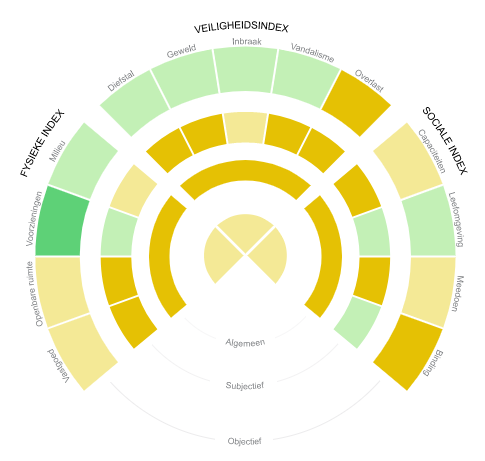 VEILIGHEIDSINDEX
Diefstal
Geweld
Inbraak
Vandalisme
Overlast
FYSIEKE INDEX
Milieu
Voorzieningen
Openbare ruimte
Vastgoed
SOCIALE INDEX
Capaciteiten
Leefomgeving
Meedoen
Binding
Algemeen
Subjectief
Objectief